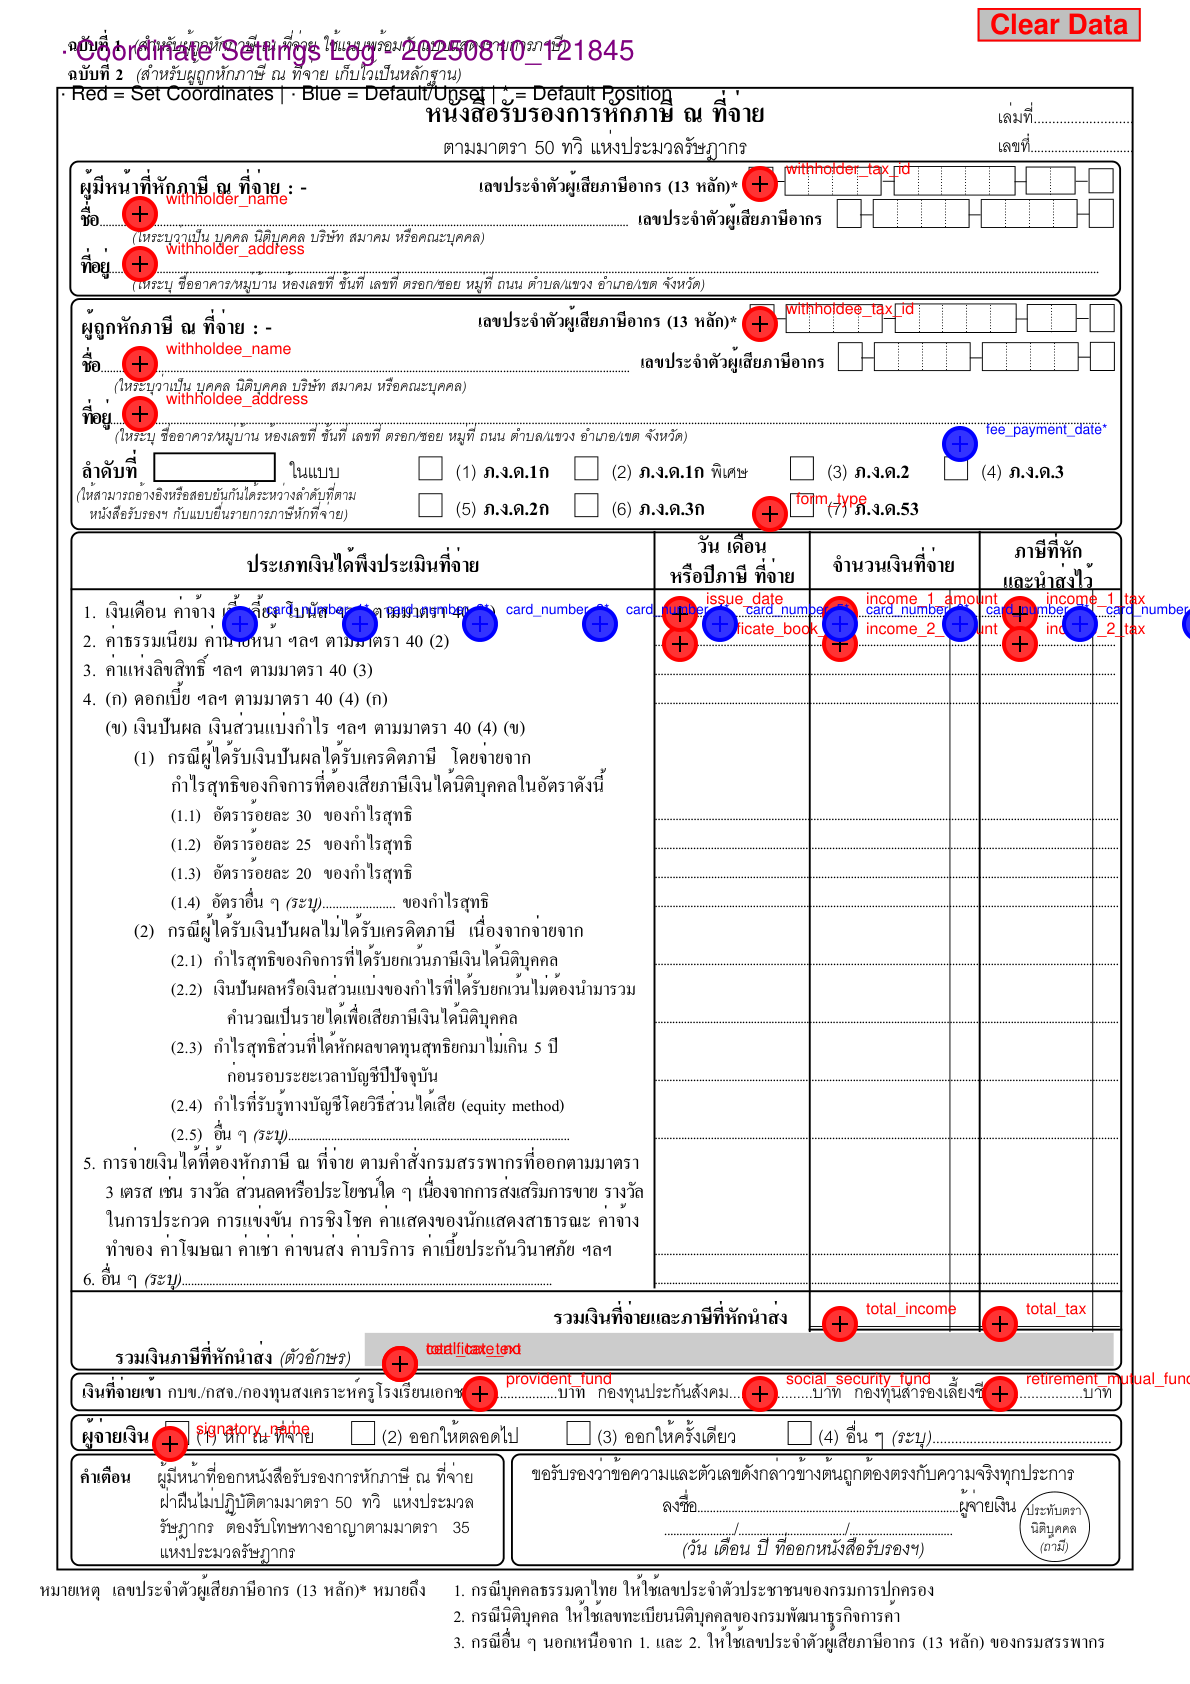 Clear Data
ฉบับที่ 1 (สำหรับผู้ถูกหักภาษี ณ ที่จ่าย ใช้แนบพร้อมกับแบบแสดงรายการภาษี)
· Coordinate Settings Log - 20250810_121845
ฉบับที่ 2 (สำหรับผู้ถูกหักภาษี ณ ที่จ่าย เก็บไว้เป็นหลักฐาน)
· Red = Set Coordinates | · Blue = Default/Unset | * = Default Position
หนังสือรับรองการหักภาษี ณ ที่จ่าย
เล่มที่
ตามมาตรา 50 ทวิ แห่งประมวลรัษฎากร
เลขที่
ผู้มีหน้าที่หักภาษี ณ ที่จ่าย : -
เลขประจำตัวผู้เสียภาษีอากร (13 หลัก)*
withholder_tax_id
withholder_name
ชื่อ
เลขประจำตัวผู้เสียภาษีอากร
(ให้ระบุว่าเป็น บุคคล นิติบุคคล บริษัท สมาคม หรือคณะบุคคล)
withholder_address
ที่อยู่
(ให้ระบุ ชื่ออาคาร/หมู่บ้าน ห้องเลขที่ ชั้นที่ เลขที่ ตรอก/ซอย หมู่ที่ ถนน ตำบล/แขวง อำเภอ/เขต จังหวัด)
ผู้ถูกหักภาษี ณ ที่จ่าย : -
เลขประจำตัวผู้เสียภาษีอากร (13 หลัก)*
withholdee_tax_id
withholdee_name
ชื่อ
เลขประจำตัวผู้เสียภาษีอากร
(ให้ระบุว่าเป็น บุคคล นิติบุคคล บริษัท สมาคม หรือคณะบุคคล)
withholdee_address
ที่อยู่
(ให้ระบุ ชื่ออาคาร/หมู่บ้าน ห้องเลขที่ ชั้นที่ เลขที่ ตรอก/ซอย หมู่ที่ ถนน ตำบล/แขวง อำเภอ/เขต จังหวัด)
fee_payment_date*
ลำดับที่ ในแบบ (1) ภ.ง.ด.1ก (2) ภ.ง.ด.1ก พิเศษ (3) ภ.ง.ด.2 (4) ภ.ง.ด.3
(ให้สามารถอ้างอิงหรือสอบยันกันได้ระหว่างลำดับที่ตาม
หนังสือรับรองฯ กับแบบยื่นรายการภาษีหักที่จ่าย)
form_type
(5) ภ.ง.ด.2ก (6) ภ.ง.ด.3ก (7) ภ.ง.ด.53
ประเภทเงินได้พึงประเมินที่จ่าย
วัน เดือน
หรือปีภาษี ที่จ่าย
จำนวนเงินที่จ่าย
ภาษีที่หัก
และนำส่งไว้
issue_date income_1_amount income_1_tax
1. เงินเดือน ค่าจ้าง เบี้ยเลี้ยง โบนัส ฯลฯ ตามมาตรา 40 (1)
income_2_amount income_2_tax
2. ค่าธรรมเนียม ค่านายหน้า ฯลฯ ตามมาตรา 40 (2)
3. ค่าแห่งลิขสิทธิ์ ฯลฯ ตามมาตรา 40 (3)
4. (ก) ดอกเบี้ย ฯลฯ ตามมาตรา 40 (4) (ก)
(ข) เงินปันผล เงินส่วนแบ่งกำไร ฯลฯ ตามมาตรา 40 (4) (ข)
(1) กรณีผู้ได้รับเงินปันผลได้รับเครดิตภาษี โดยจ่ายจาก
กำไรสุทธิของกิจการที่ต้องเสียภาษีเงินได้นิติบุคคลในอัตราดังนี้
(1.1) อัตราร้อยละ 30 ของกำไรสุทธิ
(1.2) อัตราร้อยละ 25 ของกำไรสุทธิ
(1.3) อัตราร้อยละ 20 ของกำไรสุทธิ
(1.4) อัตราอื่น ๆ (ระบุ) ของกำไรสุทธิ
(2) กรณีผู้ได้รับเงินปันผลไม่ได้รับเครดิตภาษี เนื่องจากจ่ายจาก
(2.1) กำไรสุทธิของกิจการที่ได้รับยกเว้นภาษีเงินได้นิติบุคคล
(2.2) เงินปันผลหรือเงินส่วนแบ่งของกำไรที่ได้รับยกเว้นไม่ต้องนำมารวม
คำนวณเป็นรายได้เพื่อเสียภาษีเงินได้นิติบุคคล
(2.3) กำไรสุทธิส่วนที่ได้หักผลขาดทุนสุทธิยกมาไม่เกิน 5 ปี
ก่อนรอบระยะเวลาบัญชีปีปัจจุบัน
(2.4) กำไรที่รับรู้ทางบัญชีโดยวิธีส่วนได้เสีย (equity method)
(2.5) อื่น ๆ (ระบุ)
5. การจ่ายเงินได้ที่ต้องหักภาษี ณ ที่จ่าย ตามคำสั่งกรมสรรพากรที่ออกตามมาตรา
3 เตรส เช่น รางวัล ส่วนลดหรือประโยชน์ใด ๆ เนื่องจากการส่งเสริมการขาย รางวัล
ในการประกวด การแข่งขัน การชิงโชค ค่าแสดงของนักแสดงสาธารณะ ค่าจ้าง
ทำของ ค่าโฆษณา ค่าเช่า ค่าขนส่ง ค่าบริการ ค่าเบี้ยประกันวินาศภัย ฯลฯ
6. อื่น ๆ (ระบุ)
รวมเงินที่จ่ายและภาษีที่หักนำส่ง
total_income total_tax
รวมเงินภาษีที่หักนำส่ง (ตัวอักษร)
provident_fund social_security_fund retirement_mutual_fund
เงินที่จ่ายเข้า กบข./กสจ./กองทุนสงเคราะห์ครูโรงเรียนเอกช บาท กองทุนประกันสังคม บาท กองทุนสำรองเลี้ยงชี บาท
signatory_name
ผู้จ่ายเงิน (1) หัก ณ ที่จ่าย (2) ออกให้ตลอดไป (3) ออกให้ครั้งเดียว (4) อื่น ๆ (ระบุ)
คำเตือน ผู้มีหน้าที่ออกหนังสือรับรองการหักภาษี ณ ที่จ่าย
ฝ่าฝืนไม่ปฏิบัติตามมาตรา 50 ทวิ แห่งประมวล
รัษฎากร ต้องรับโทษทางอาญาตามมาตรา 35
แห่งประมวลรัษฎากร
ขอรับรองว่าข้อความและตัวเลขดังกล่าวข้างต้นถูกต้องตรงกับความจริงทุกประการ
ลงชื่อ ผู้จ่ายเงิน
(วัน เดือน ปี ที่ออกหนังสือรับรองฯ)
ประทับตรา
นิติบุคคล
(ถ้ามี)
หมายเหตุ เลขประจำตัวผู้เสียภาษีอากร (13 หลัก)* หมายถึง 1. กรณีบุคคลธรรมดาไทย ให้ใช้เลขประจำตัวประชาชนของกรมการปกครอง
2. กรณีนิติบุคคล ให้ใช้เลขทะเบียนนิติบุคคลของกรมพัฒนาธุรกิจการค้า
3. กรณีอื่น ๆ นอกเหนือจาก 1. และ 2. ให้ใช้เลขประจำตัวผู้เสียภาษีอากร (13 หลัก) ของกรมสรรพากร